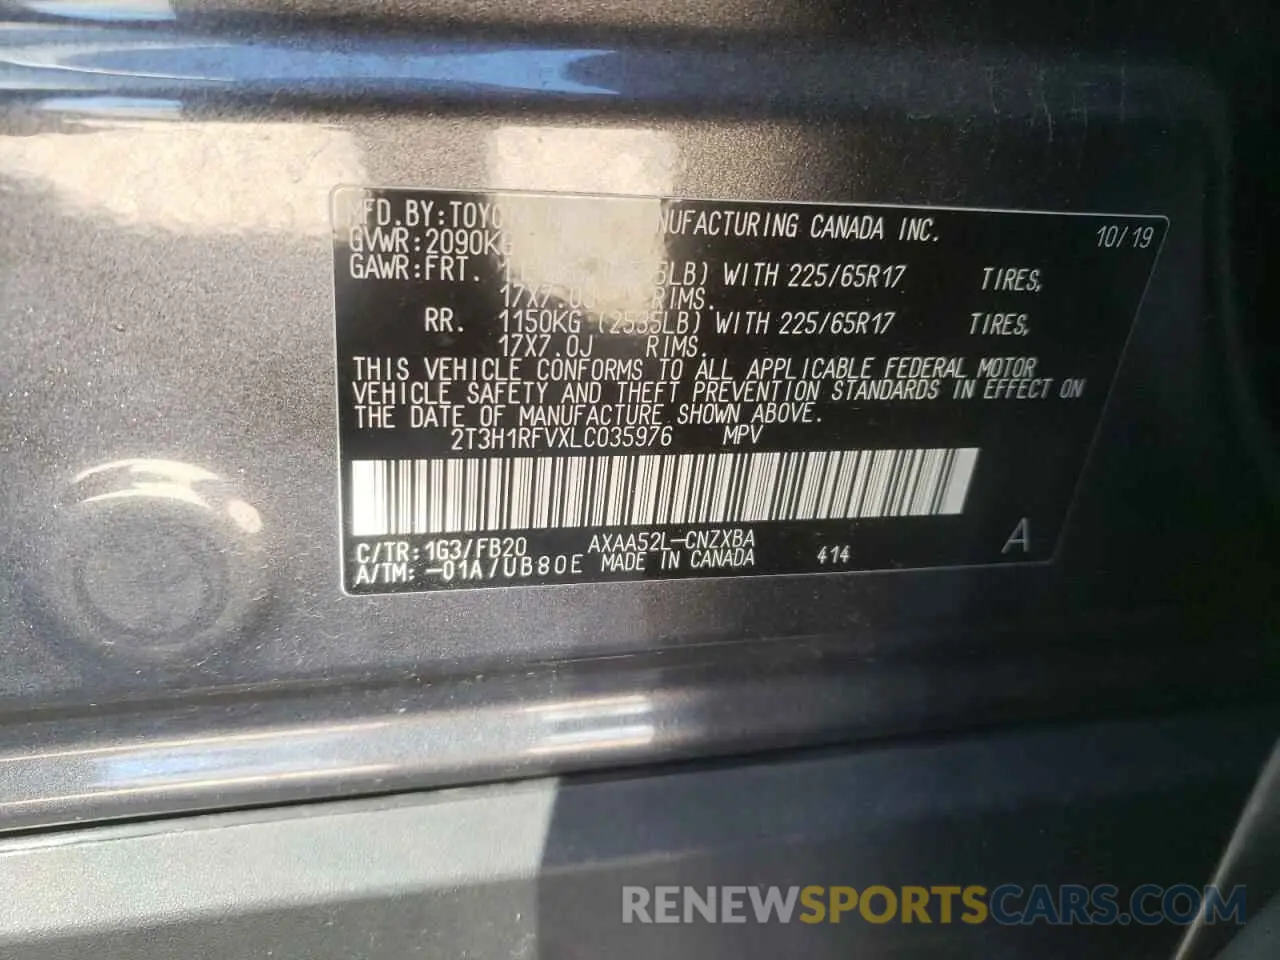 MFD.BY:TOYO MANUFACTURING CANADA INC. 10/19
GVWR:2090KG
GAWR:FRT. LB) WITH 225/65R17 TIRES,
17X7.0J RIMS.
RR. 1150KG (2535LB) WITH 225/65R17 TIRES,
17X7.0J RIMS.
THIS VEHICLE CONFORMS TO ALL APPLICABLE FEDERAL MOTOR
VEHICLE SAFETY AND THEFT PREVENTION STANDARDS IN EFFECT ON
THE DATE OF MANUFACTURE SHOWN ABOVE.
2T3H1RFVXLC035976 MPV
C/TR:1G3/FB20 AXAA52L-CNZXBA
A/TM: -01A/UB80E MADE IN CANADA 414 A
RENEWSPORTSCARS.COM